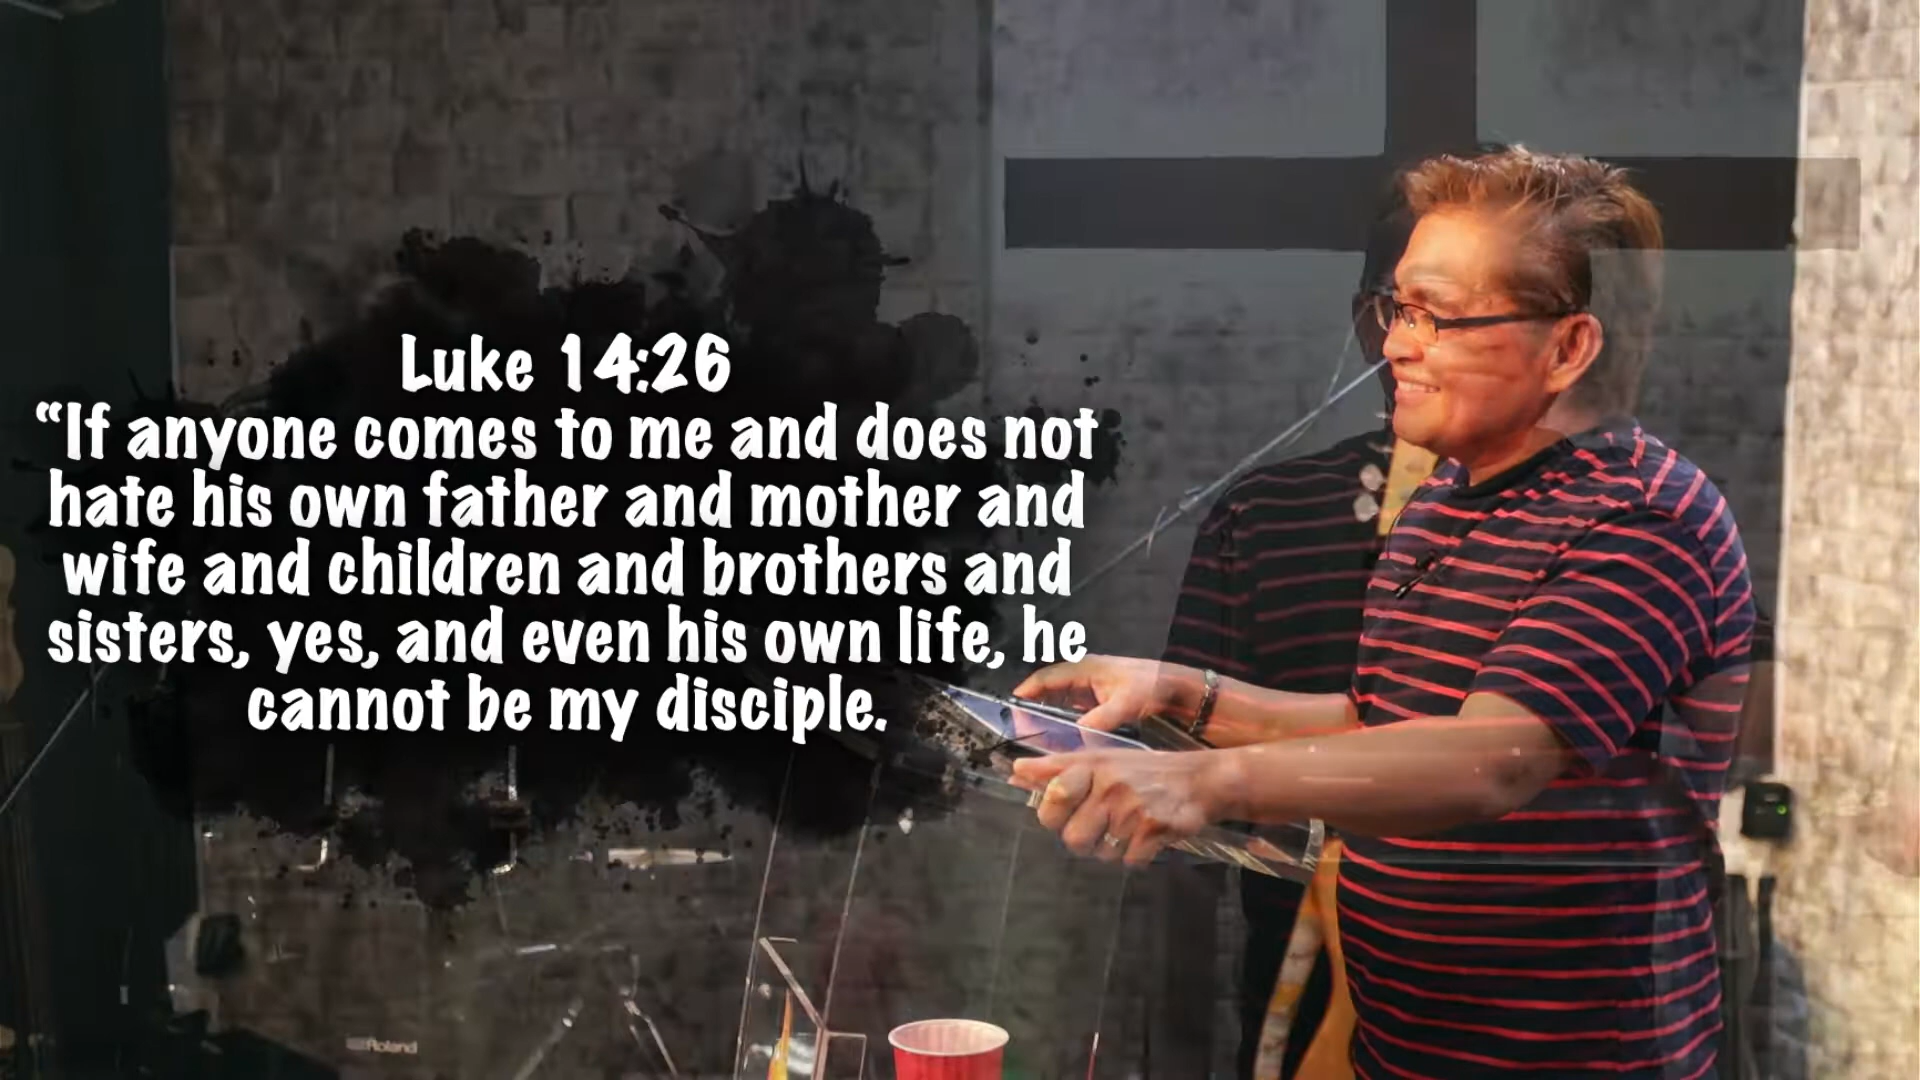 Luke 14:26
“If anyone comes to me and does not
hate his own father and mother and
wife and children and brothers and
sisters, yes, and even his own life, he
cannot be my disciple.
Roland